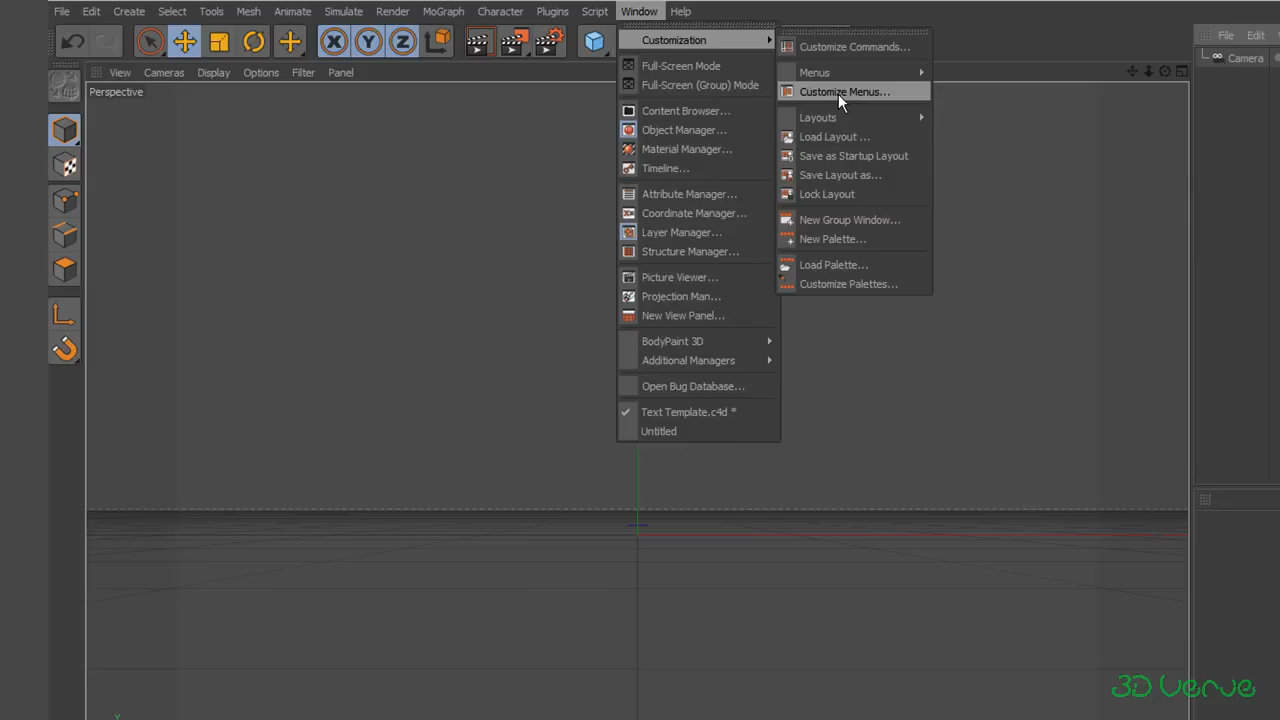 File Edit Create Select Tools Mesh Animate Simulate Render MoGraph Character Plugins Script Window Help
X Y Z
View Cameras Display Options Filter Panel
Perspective
Customization
Full-Screen Mode
Full-Screen (Group) Mode
Content Browser...
Object Manager...
Material Manager...
Timeline...
Attribute Manager...
Coordinate Manager...
Layer Manager...
Structure Manager...
Picture Viewer...
Projection Man...
New View Panel...
BodyPaint 3D
Additional Managers
Open Bug Database...
Text Template.c4d *
Untitled
Customize Commands...
Menus
Customize Menus...
Layouts
Load Layout ...
Save as Startup Layout
Save Layout as...
Lock Layout
New Group Window...
New Palette...
Load Palette...
Customize Palettes...
File Edit
Camera
Y
3D Verve